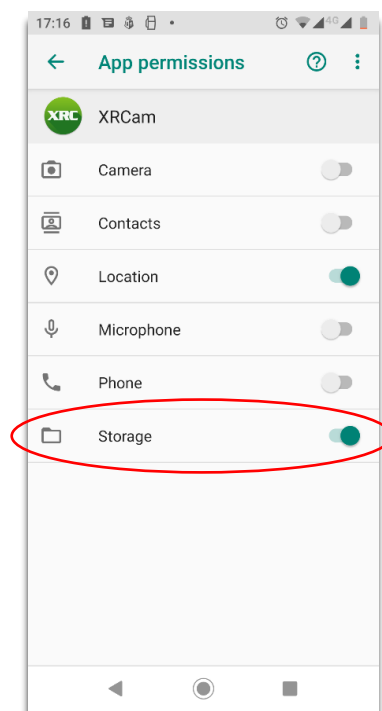 17:16 4G
App permissions
XRC XRCam
Camera
Contacts
Location
Microphone
Phone
Storage